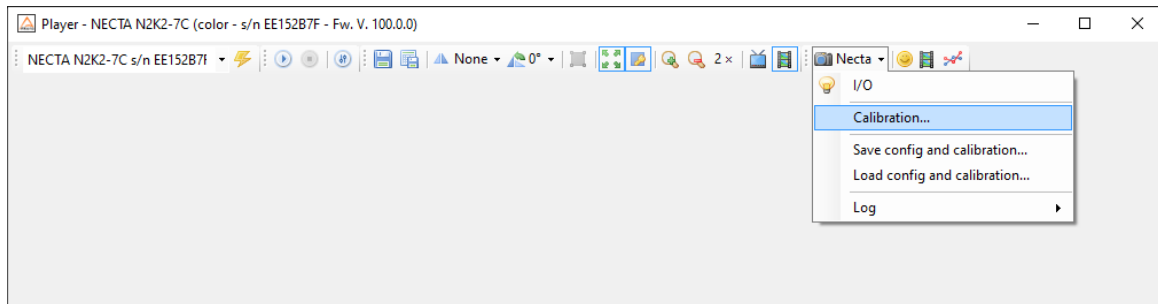 Player - NECTA N2K2-7C (color - s/n EE152B7F - Fw. V. 100.0.0)
NECTA N2K2-7C s/n EE152B7F None 0° 2 × Necta
I/O
Calibration...
Save config and calibration...
Load config and calibration...
Log